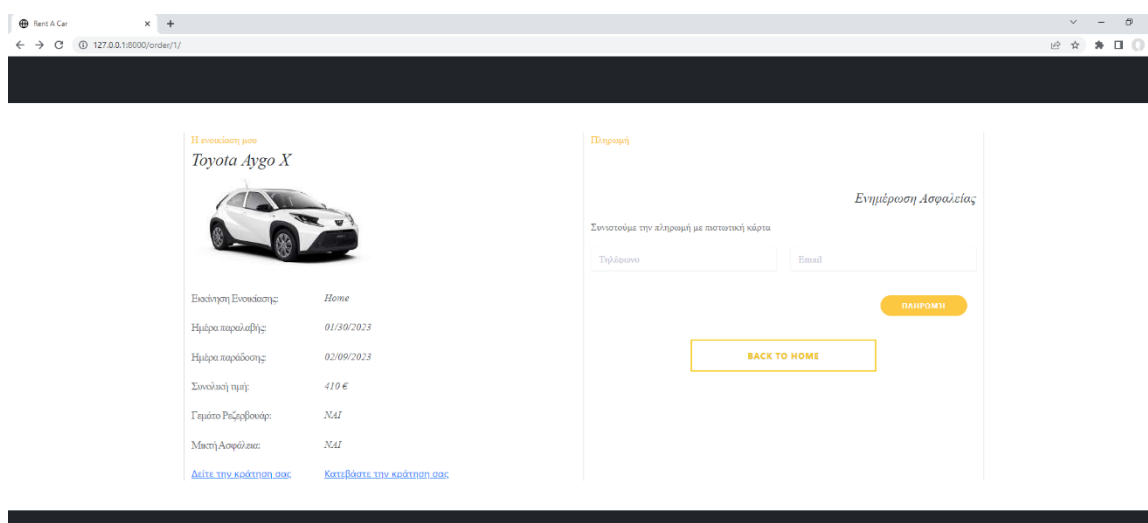 Rent A Car
127.0.0.1:8000/order/1/
Η ενοικίαση μου
Toyota Aygo X
Εκκίνηση Ενοικίασης: Home
Ημέρα παραλαβής: 01/30/2023
Ημέρα παράδοσης: 02/09/2023
Συνολική τιμή: 410 €
Γεμάτο Ρεζερβουάρ: ΝΑΙ
Μικτή Ασφάλεια: ΝΑΙ
Δείτε την κράτηση σας Κατεβάστε την κράτηση σας
Πληρωμή
Ενημέρωση Ασφαλείας
Συνιστούμε την πληρωμή με πιστωτική κάρτα
Τηλέφωνο Email
ΠΛΗΡΩΜΉ
BACK TO HOME